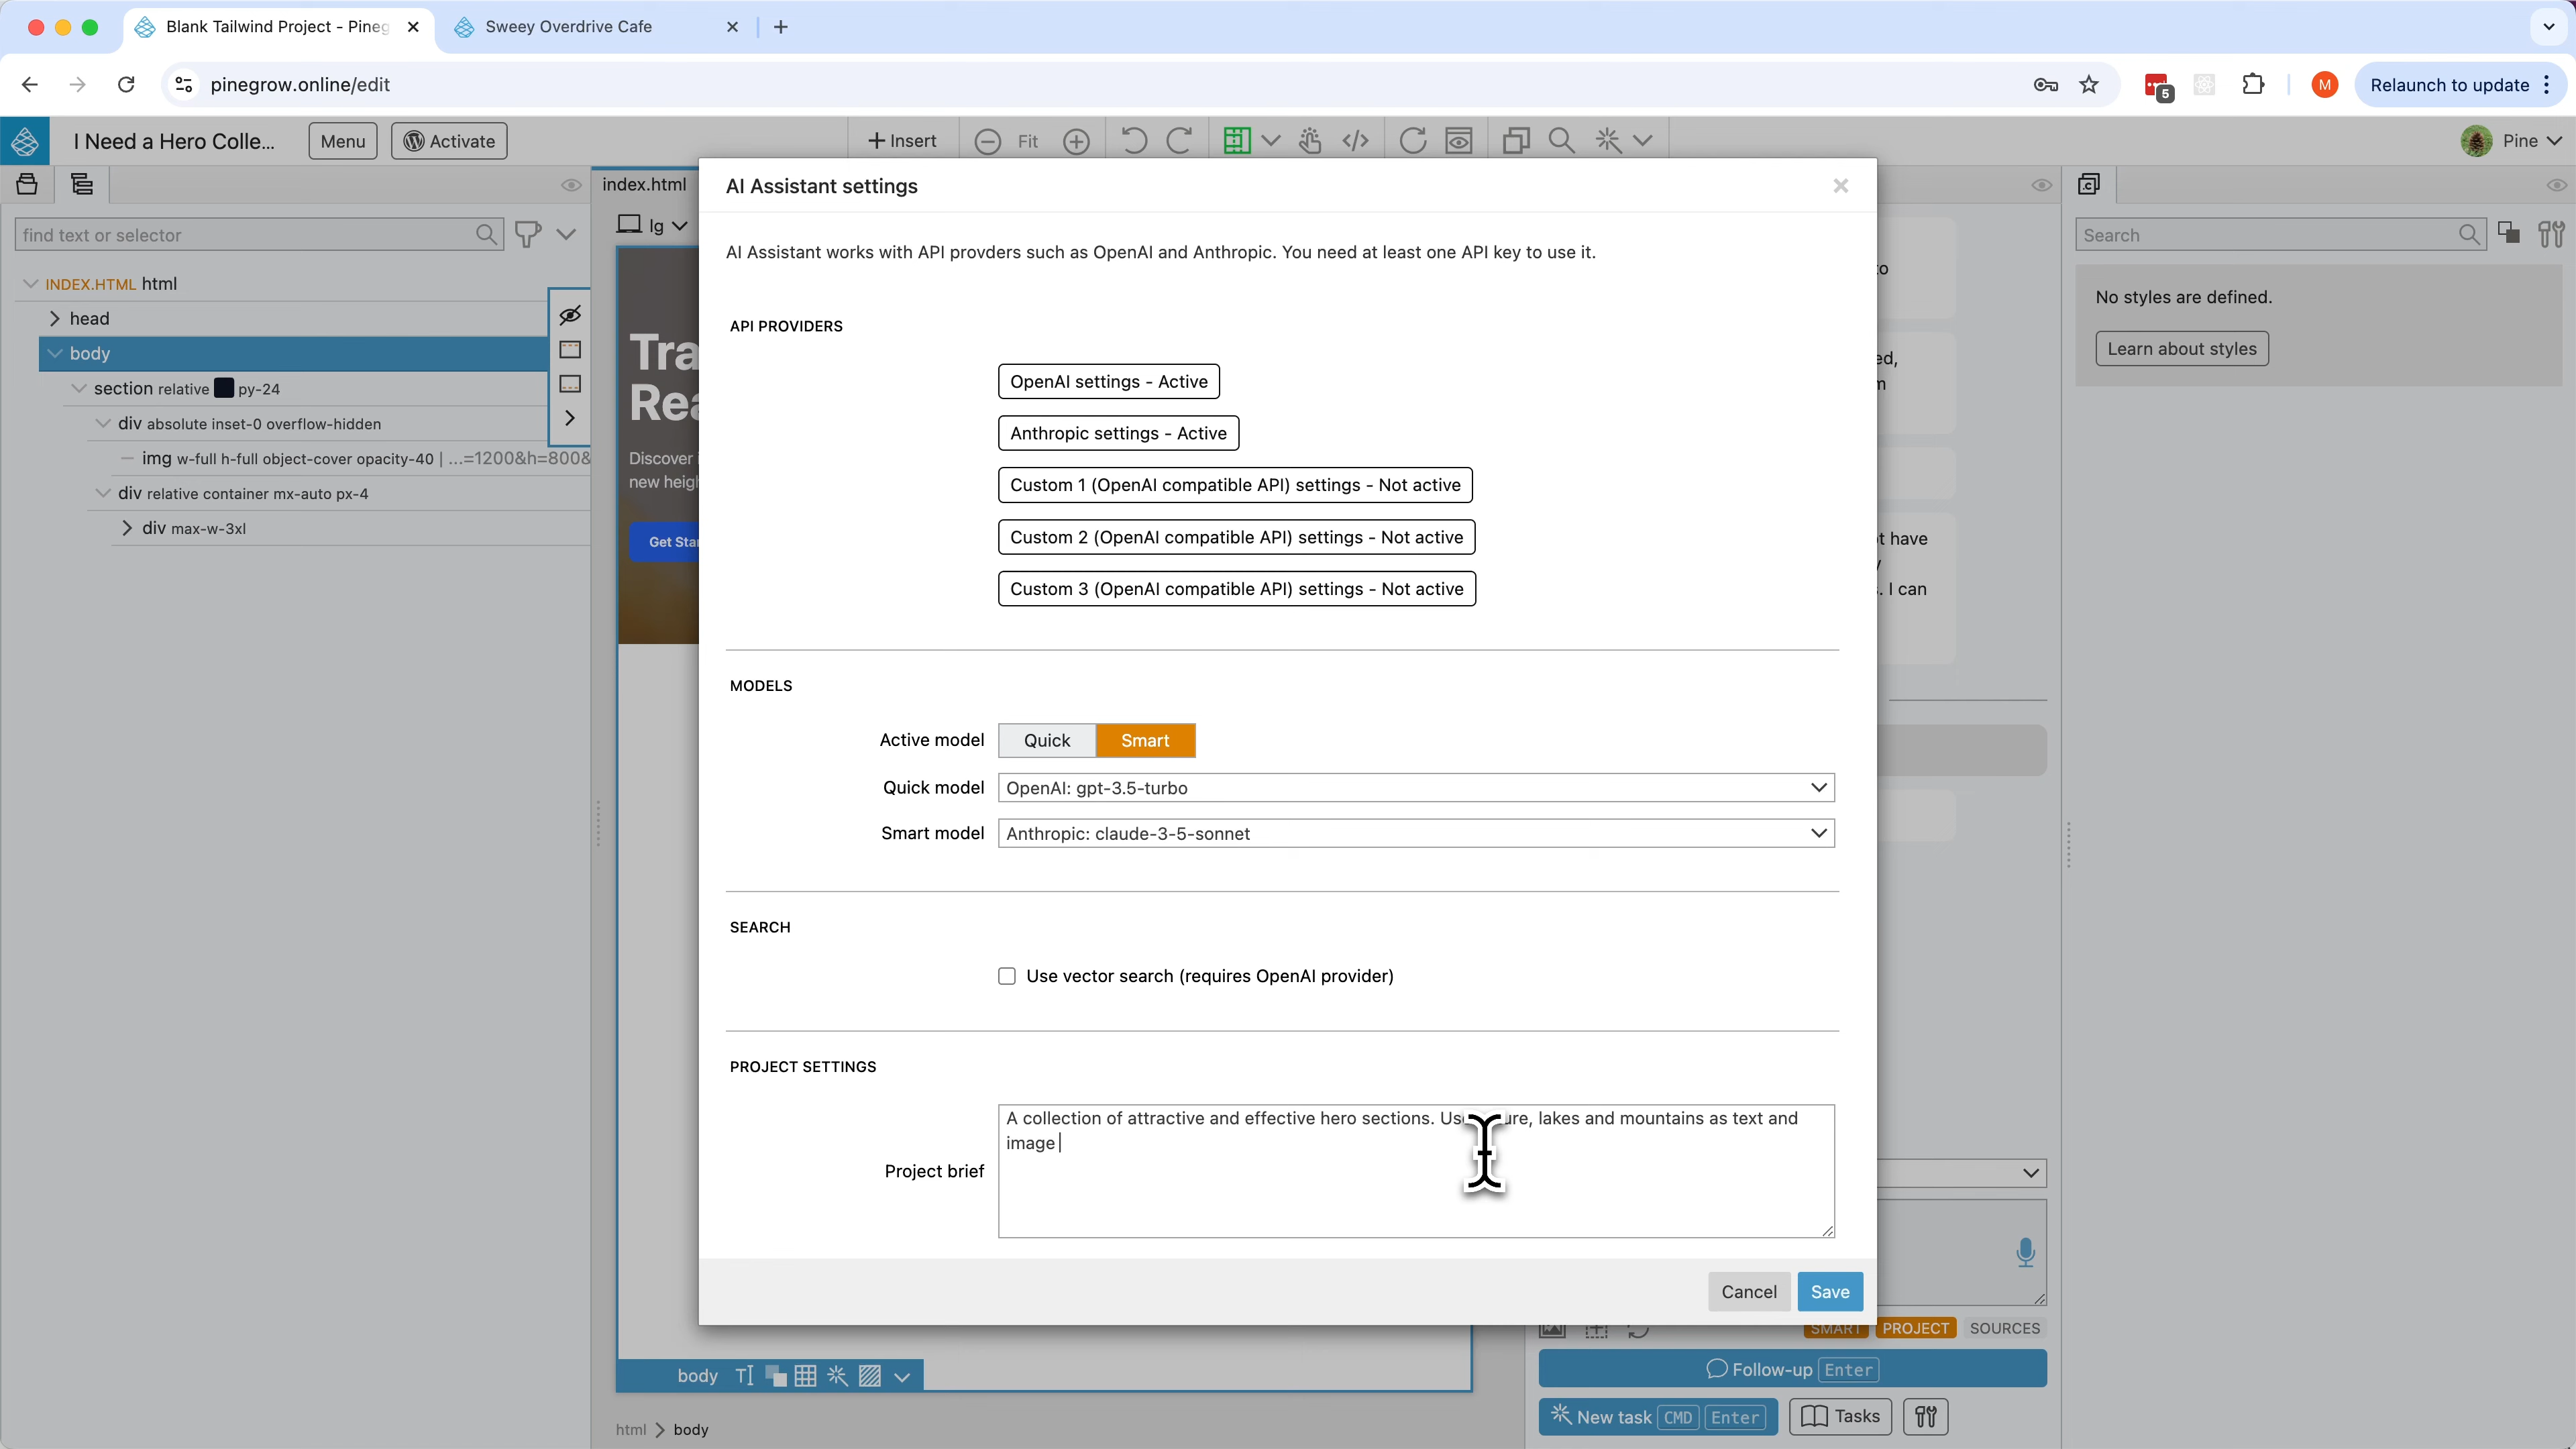 Blank Tailwind Project - Pineg
Sweey Overdrive Cafe
pinegrow.online/edit
5
M
Relaunch to update
I Need a Hero Colle...
Menu
Activate
Insert
Fit
Pine
index.html
lg
find text or selector
INDEX.HTML html
head
body
section relative py-24
div absolute inset-0 overflow-hidden
img w-full h-full object-cover opacity-40 | ...=1200&h=800&
div relative container mx-auto px-4
div max-w-3xl
Tra
Rea
Discover
new heigh
Get Star
AI Assistant settings
AI Assistant works with API provders such as OpenAI and Anthropic. You need at least one API key to use it.
API PROVIDERS
OpenAI settings - Active
Anthropic settings - Active
Custom 1 (OpenAI compatible API) settings - Not active
Custom 2 (OpenAI compatible API) settings - Not active
Custom 3 (OpenAI compatible API) settings - Not active
MODELS
Active model Quick Smart
Quick model OpenAI: gpt-3.5-turbo
Smart model Anthropic: claude-3-5-sonnet
SEARCH
Use vector search (requires OpenAI provider)
PROJECT SETTINGS
Project brief
A collection of attractive and effective hero sections. Us ure, lakes and mountains as text and
image
Cancel Save
ed,
t have
. I can
SMART PROJECT SOURCES
Follow-up Enter
New task CMD Enter
Tasks
body
html > body
Search
No styles are defined.
Learn about styles